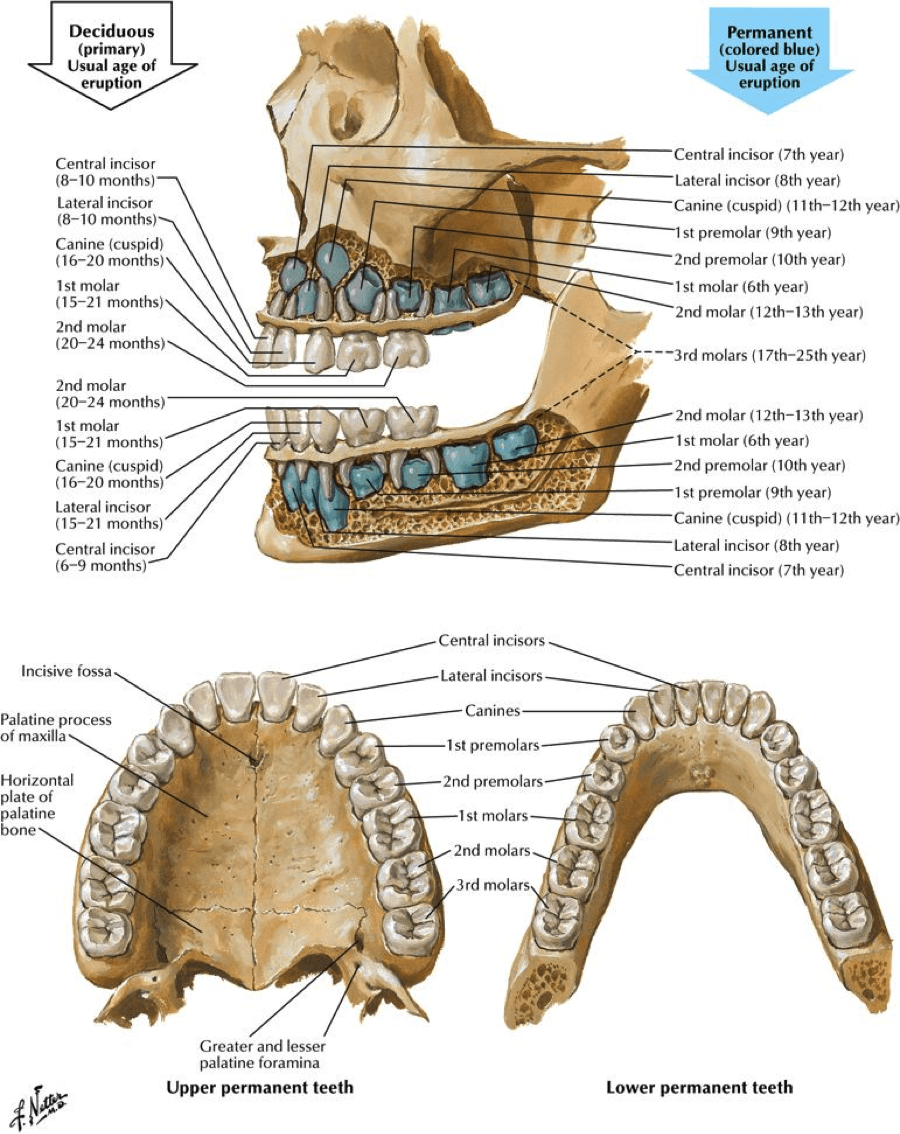 Deciduous
(primary)
Usual age of
eruption
Permanent
(colored blue)
Usual age of
eruption
Central incisor
(8–10 months)
Lateral incisor
(8–10 months)
Canine (cuspid)
(16–20 months)
1st molar
(15–21 months)
2nd molar
(20–24 months)
2nd molar
(20–24 months)
1st molar
(15–21 months)
Canine (cuspid)
(16–20 months)
Lateral incisor
(15–21 months)
Central incisor
(6–9 months)
Central incisor (7th year)
Lateral incisor (8th year)
Canine (cuspid) (11th–12th year)
1st premolar (9th year)
2nd premolar (10th year)
1st molar (6th year)
2nd molar (12th–13th year)
3rd molars (17th–25th year)
2nd molar (12th–13th year)
1st molar (6th year)
2nd premolar (10th year)
1st premolar (9th year)
Canine (cuspid) (11th–12th year)
Lateral incisor (8th year)
Central incisor (7th year)
Incisive fossa
Palatine process
of maxilla
Horizontal
plate of
palatine
bone
Central incisors
Lateral incisors
Canines
1st premolars
2nd premolars
1st molars
2nd molars
3rd molars
Greater and lesser
palatine foramina
Upper permanent teeth
Lower permanent teeth
F. Netter
M.D.